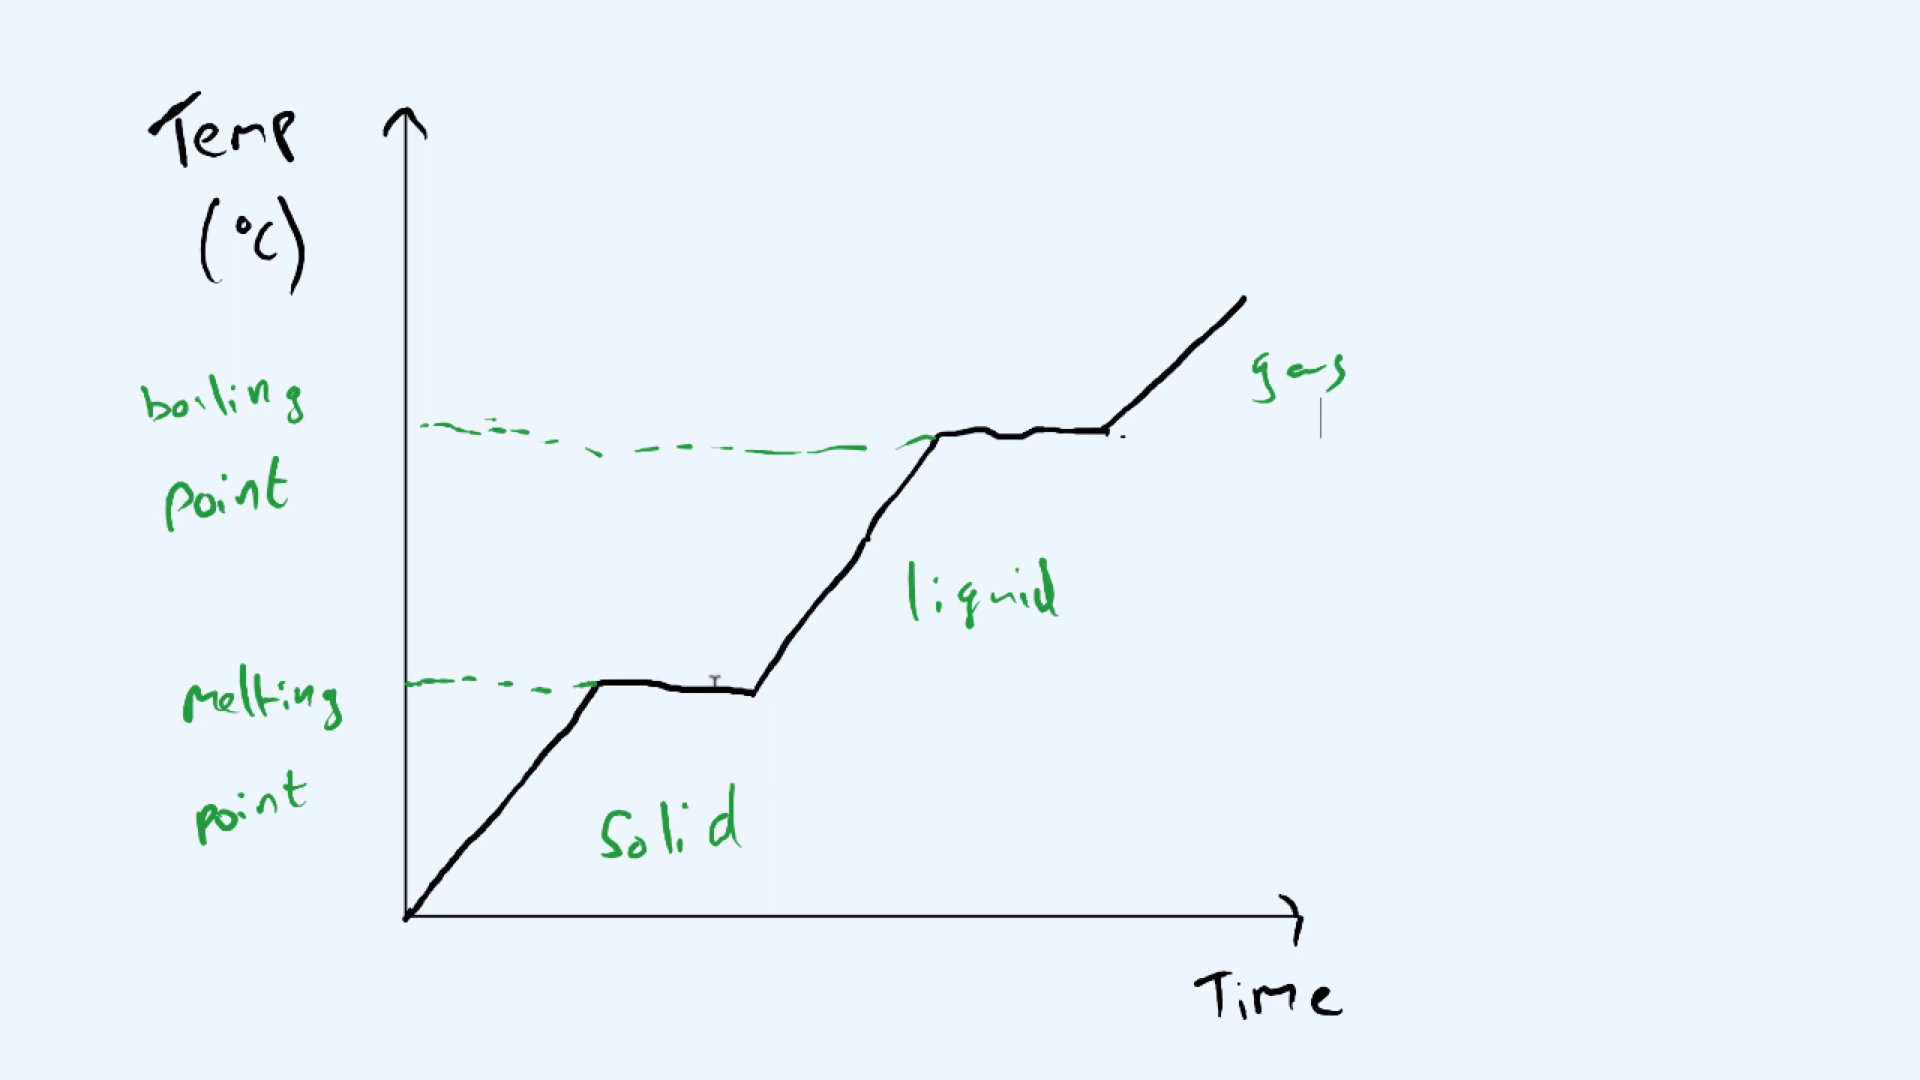 Temp
(°C)
boiling
point
gas
liquid
melting
point
Solid
Time